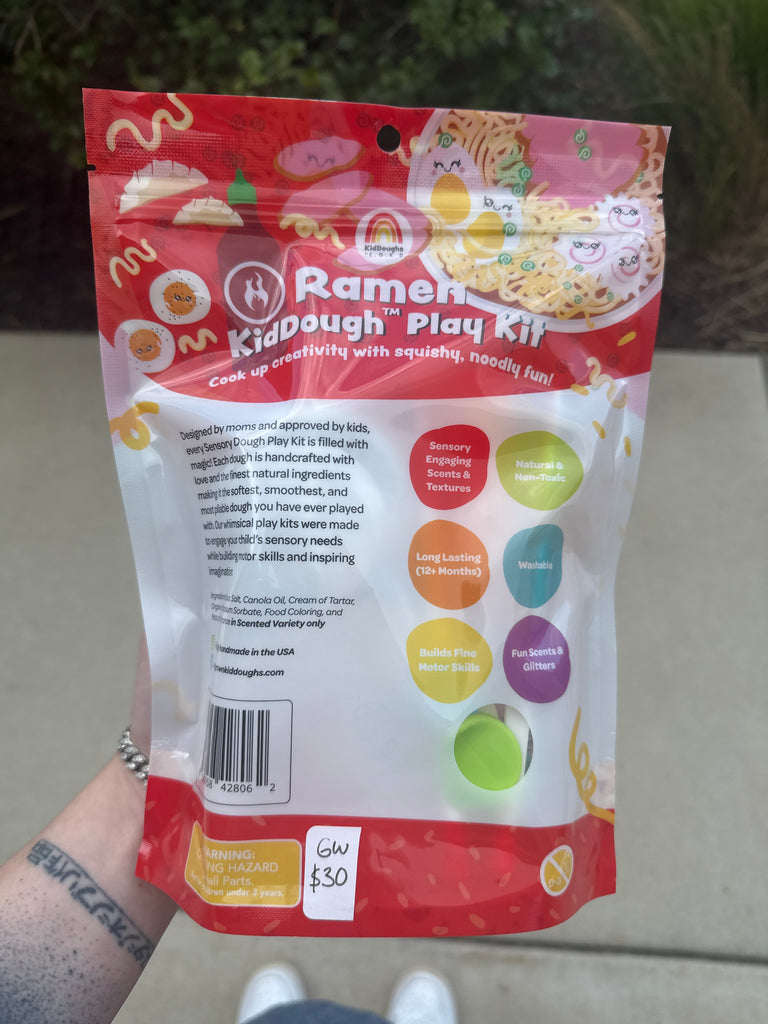 KidDoughs
Ramen
KidDough™ Play Kit
Cook up creativity with squishy, noodly fun!
Designed by moms and approved by kids,
every Sensory Dough Play Kit is filled with
magic! Each dough is handcrafted with
love and the finest natural ingredients
making it the softest, smoothest, and
most pliable dough you have ever played
with. Our whimsical play kits were made
to engage your child's sensory needs
while building motor skills and inspiring
Salt, Canola Oil, Cream of Tartar,
Sorbate, Food Coloring, and
in Scented Variety only
handmade in the USA
kiddoughs.com
Sensory
Engaging
Scents &
Textures
Natural &
Non-Toxic
Long Lasting
(12+ Months)
Washable
Builds Fine
Motor Skills
Fun Scents &
Glitters
42806 2
WARNING:
HAZARD
Parts.
children under 3 years.
GW
$30